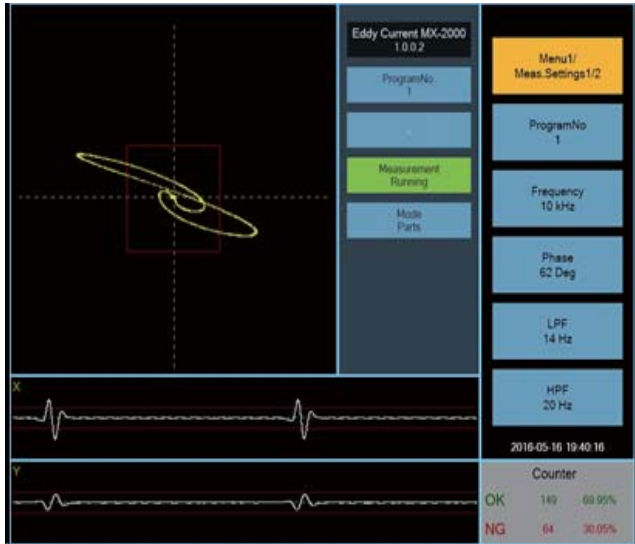 Eddy Current MX-2000
1.0.0.2
ProgramNo.
1
Measurement
Running
Mode
Parts
Menu1/
Meas.Settings1/2
ProgramNo
1
Frequency
10 kHz
Phase
62 Deg
LPF
14 Hz
HPF
20 Hz
2016-05-16 19:40:16
X
Y
Counter
OK 149 69.95%
NG 64 30.05%